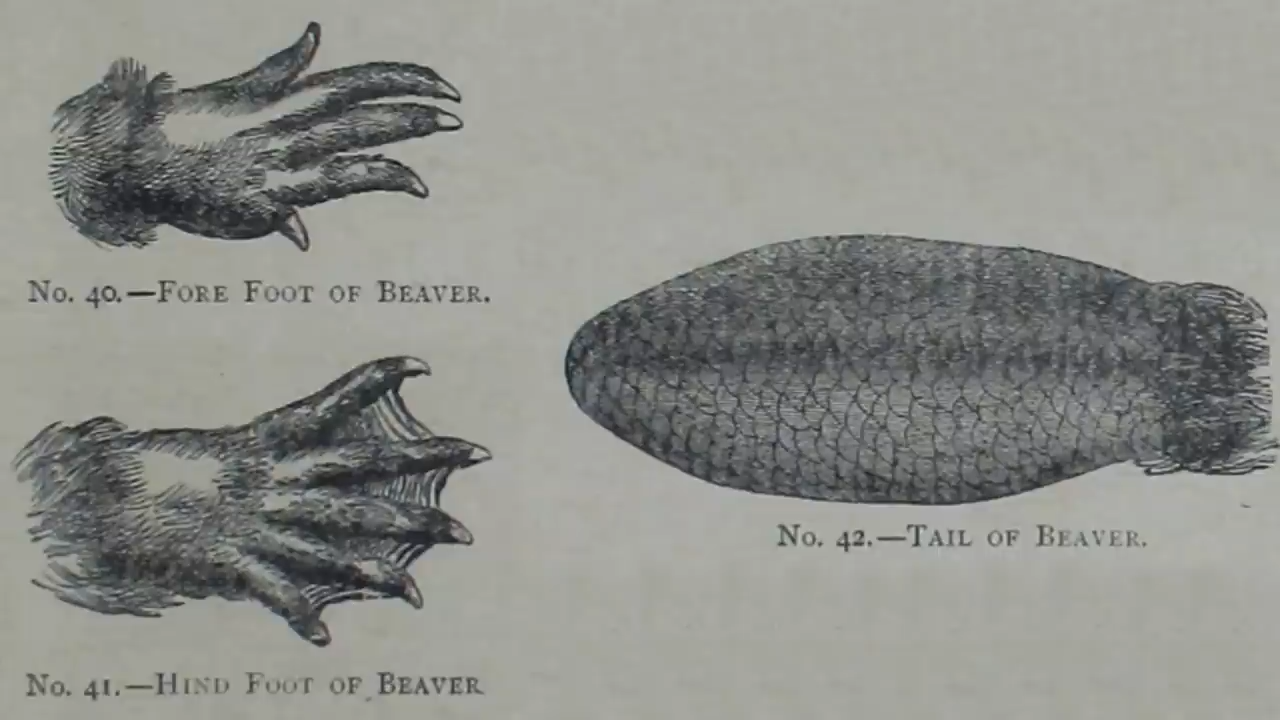 No. 40.—Fore Foot of Beaver.
No. 42.—Tail of Beaver.
No. 41.—Hind Foot of Beaver